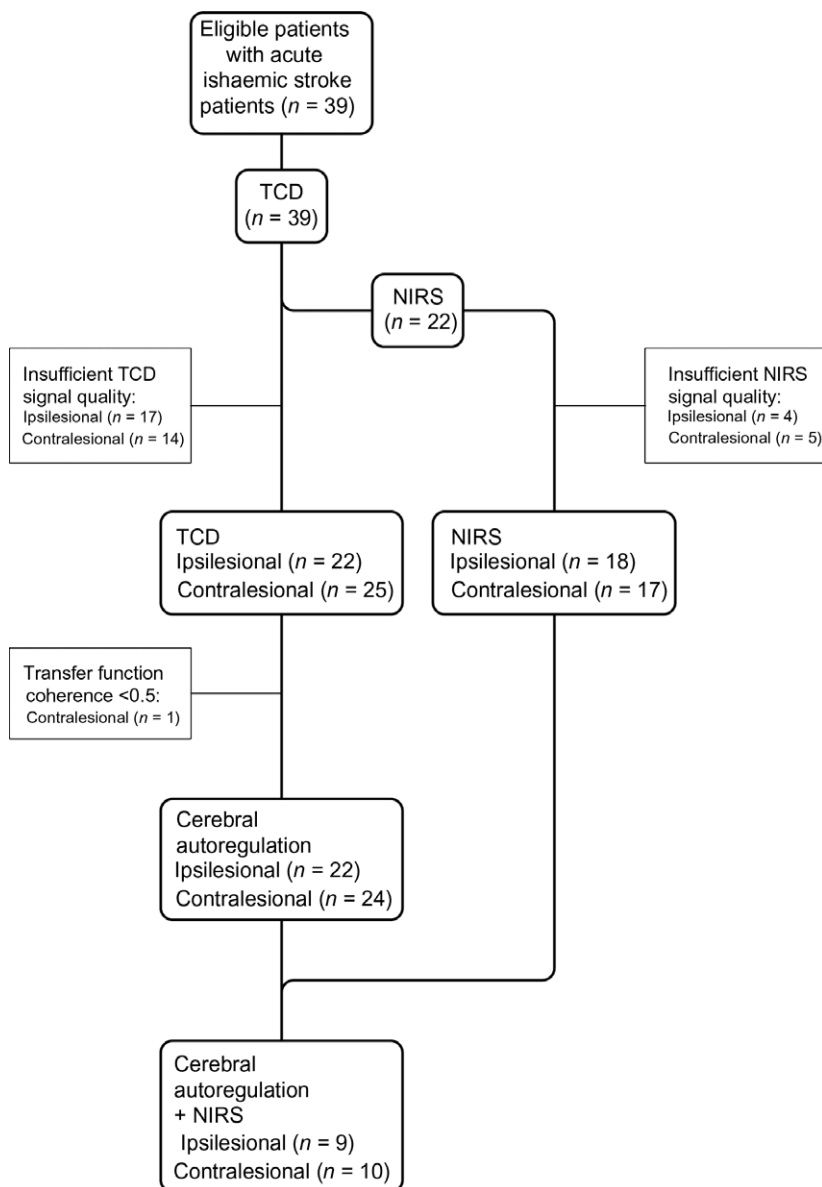 Eligible patients
with acute
ishaemic stroke
patients (n = 39)
TCD
(n = 39)
NIRS
(n = 22)
Insufficient TCD
signal quality:
Ipsilesional (n = 17)
Contralesional (n = 14)
Insufficient NIRS
signal quality:
Ipsilesional (n = 4)
Contralesional (n = 5)
TCD
Ipsilesional (n = 22)
Contralesional (n = 25)
NIRS
Ipsilesional (n = 18)
Contralesional (n = 17)
Transfer function
coherence <0.5:
Contralesional (n = 1)
Cerebral
autoregulation
Ipsilesional (n = 22)
Contralesional (n = 24)
Cerebral
autoregulation
+ NIRS
Ipsilesional (n = 9)
Contralesional (n = 10)